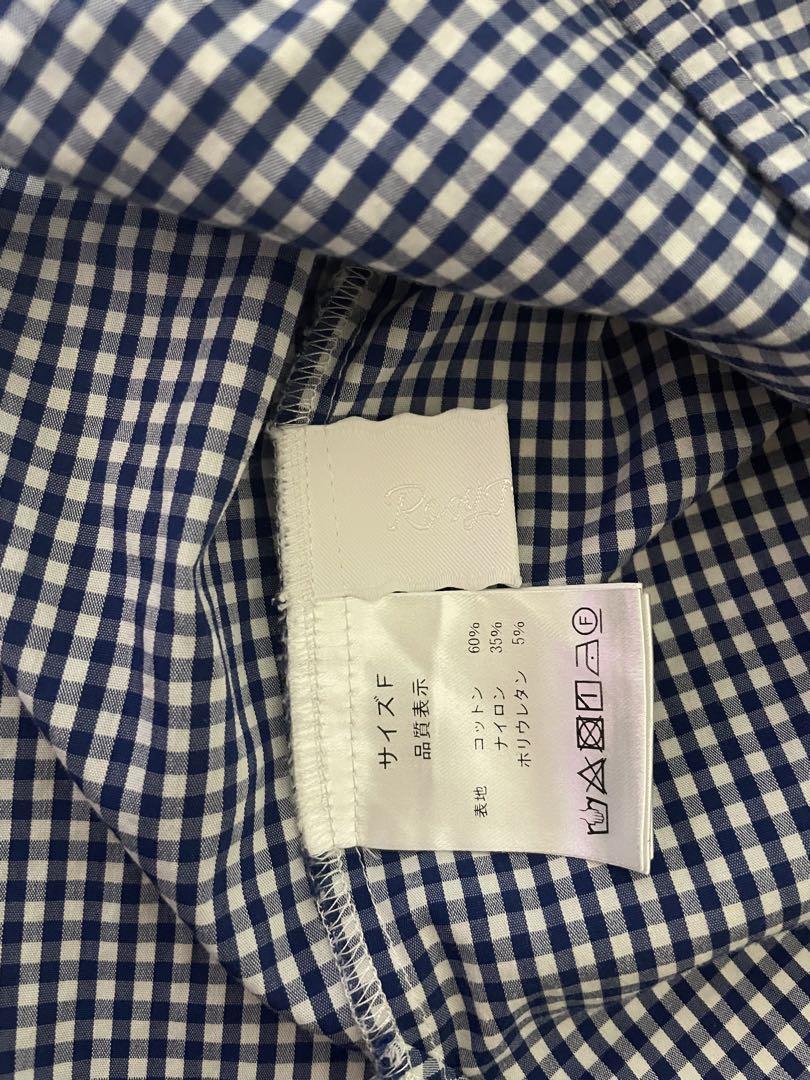 サイズ F
品質表示
表地 コットン 60%
ナイロン 35%
ポリウレタン 5%
F